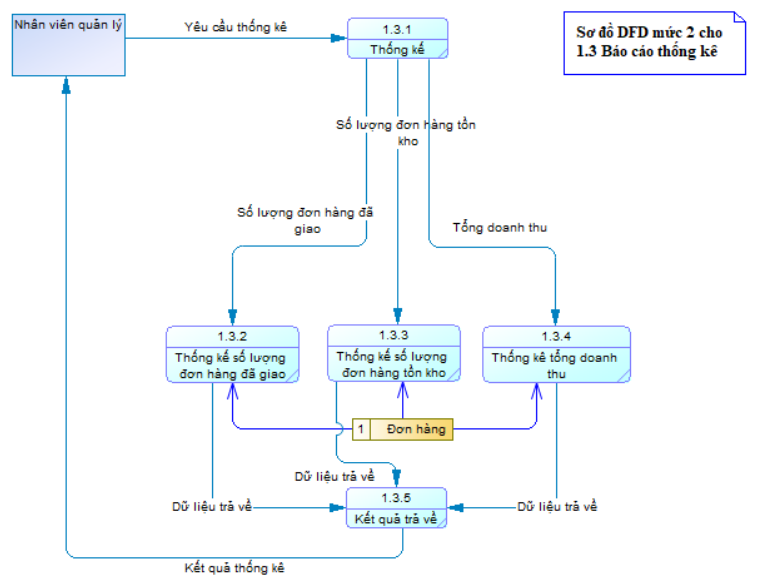 Nhân viên quản lý
Yêu cầu thống kê
1.3.1
Thống kế
Sơ đồ DFD mức 2 cho
1.3 Báo cáo thống kê
Số lượng đơn hàng tồn
kho
Số lượng đơn hàng đã
giao
Tổng doanh thu
1.3.2
Thống kế số lượng
đơn hàng đã giao
1.3.3
Thống kế số lượng
đơn hàng tồn kho
1.3.4
Thống kê tổng doanh
thu
1 Đơn hàng
Dữ liệu trả về
Dữ liệu trả về
Dữ liệu trả về
1.3.5
Kết quả trả về
Kết quả thống kê